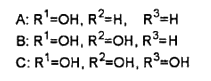 A: R¹=OH, R²=H, R³=H
B: R¹=OH, R²=OH, R³=H
C: R¹=OH, R²=OH, R³=OH